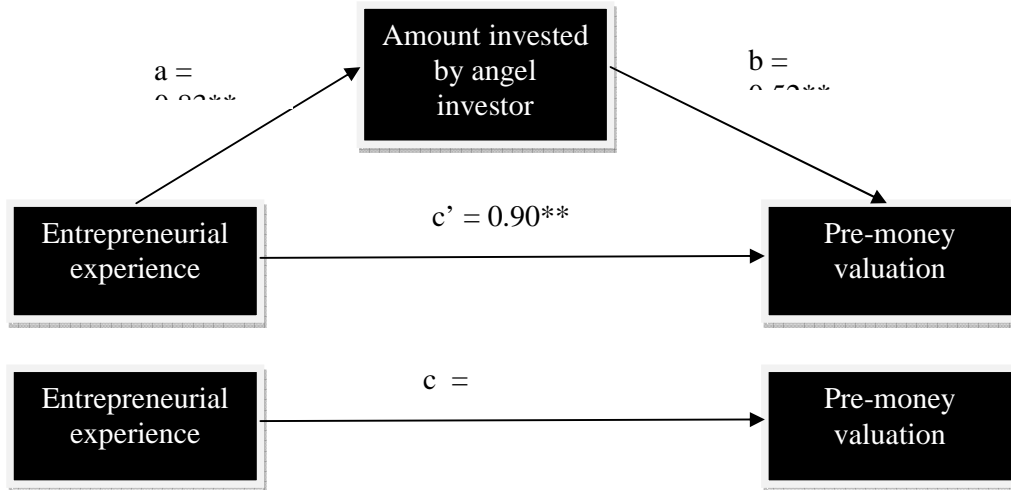 Amount invested
by angel
investor
a =
b =
c’ = 0.90**
Entrepreneurial
experience
Pre-money
valuation
c =
Entrepreneurial
experience
Pre-money
valuation